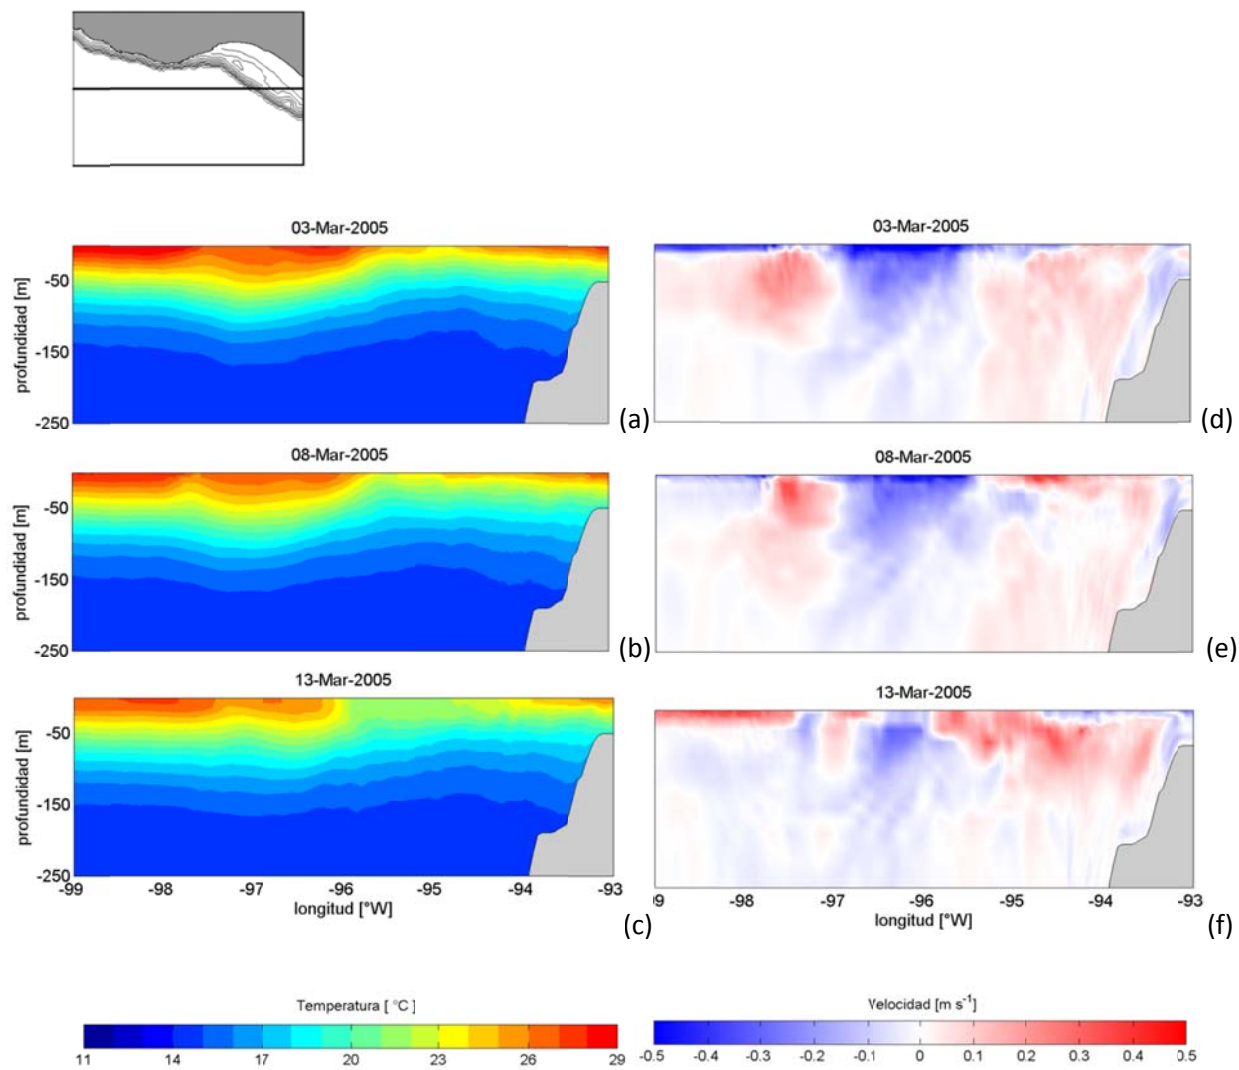 03-Mar-2005
profundidad [m]
-50
-150
-250
(a)
03-Mar-2005
(d)
08-Mar-2005
profundidad [m]
-50
-150
-250
(b)
08-Mar-2005
(e)
13-Mar-2005
profundidad [m]
-50
-150
-250
-99 -98 -97 -96 -95 -94 -93
longitud [°W]
(c)
13-Mar-2005
9 -98 -97 -96 -95 -94 -93
longitud [°W]
(f)
Temperatura [ °C ]
11 14 17 20 23 26 29
Velocidad [m s-1]
-0.5 -0.4 -0.3 -0.2 -0.1 0 0.1 0.2 0.3 0.4 0.5